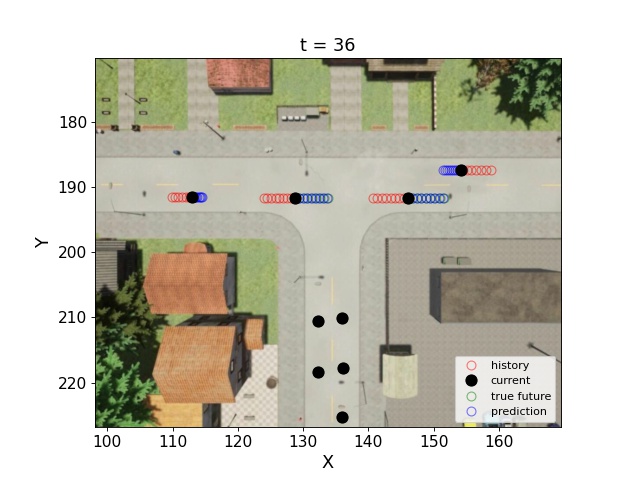 t = 36
Y
180
190
200
210
220
history
current
true future
prediction
100 110 120 130 140 150 160
X